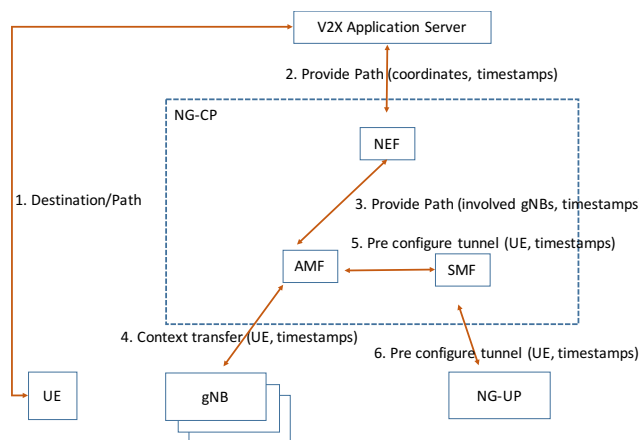 V2X Application Server
2. Provide Path (coordinates, timestamps)
NG-CP
NEF
1. Destination/Path
3. Provide Path (involved gNBs, timestamps
5. Pre configure tunnel (UE, timestamps)
AMF
SMF
4. Context transfer (UE, timestamps)
6. Pre configure tunnel (UE, timestamps)
UE
gNB
NG-UP